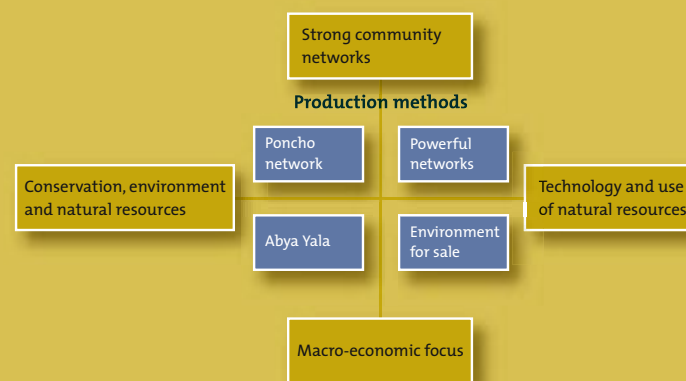 Strong community
networks
Production methods
Poncho
network
Powerful
networks
Conservation, environment
and natural resources
Technology and use
of natural resources
Abya Yala
Environment
for sale
Macro-economic focus